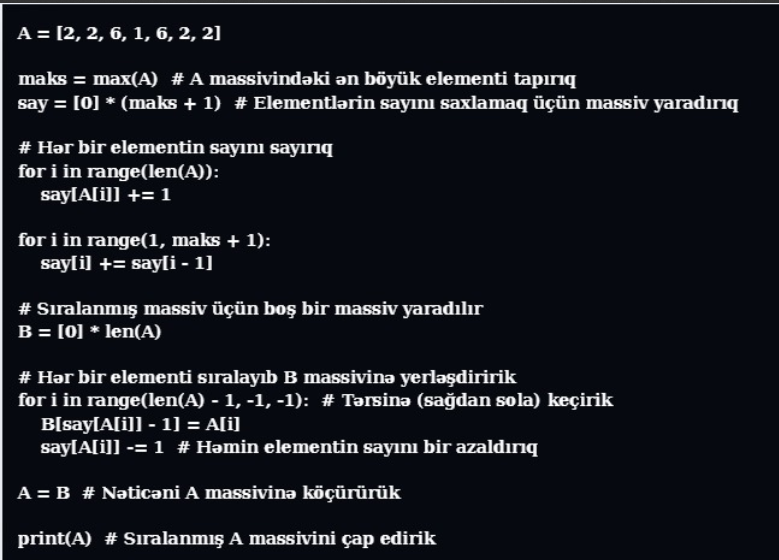 A = [2, 2, 6, 1, 6, 2, 2]
maks = max(A)  # A massivindəki ən böyük elementi tapırıq
say = [0] * (maks + 1)  # Elementlərin sayını saxlamaq üçün massiv yaradırıq
# Hər bir elementin sayını sayırıq
for i in range(len(A)):
    say[A[i]] += 1
for i in range(1, maks + 1):
    say[i] += say[i - 1]
# Sıralanmış massiv üçün boş bir massiv yaradılır
B = [0] * len(A)
# Hər bir elementi sıralayıb B massivinə yerləşdiririk
for i in range(len(A) - 1, -1, -1):  # Tərsinə (sağdan sola) keçirik
    B[say[A[i]] - 1] = A[i]
    say[A[i]] -= 1  # Həmin elementin sayını bir azaldırıq
A = B  # Nəticəni A massivinə köçürürük
print(A)  # Sıralanmış A massivini çap edirik